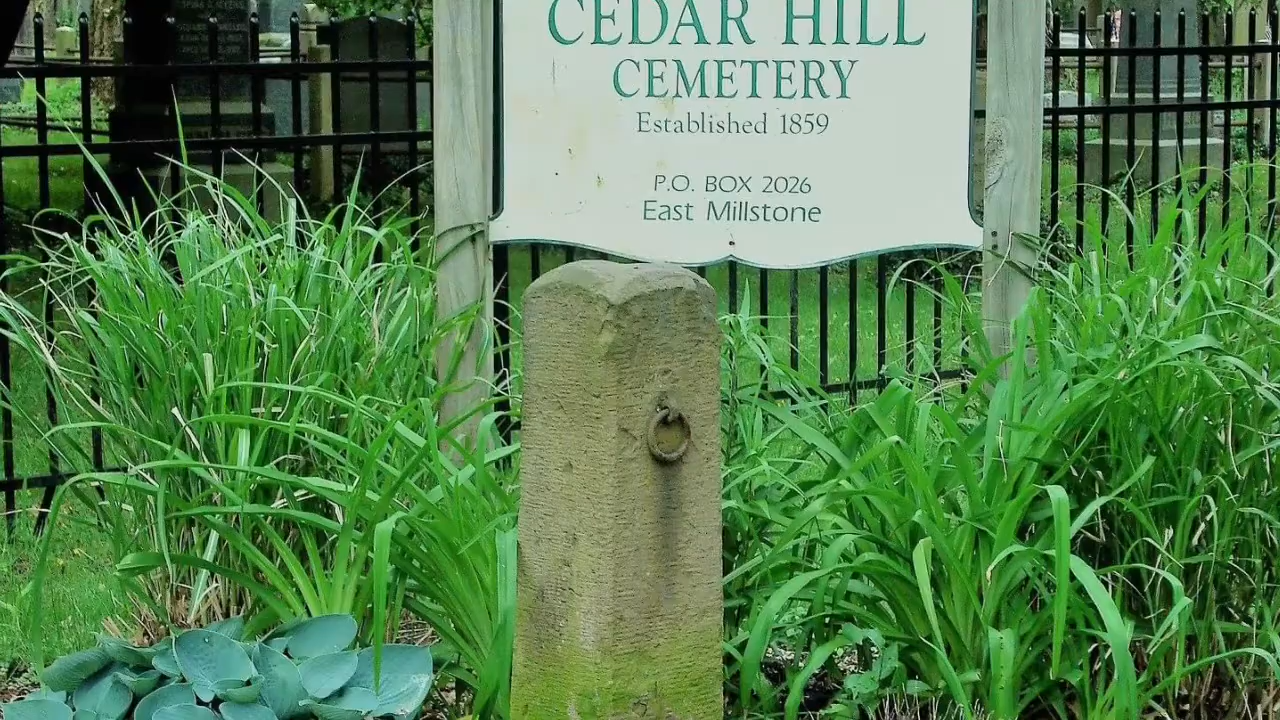 CEDAR HILL
CEMETERY
Established 1859
P.O. BOX 2026
East Millstone